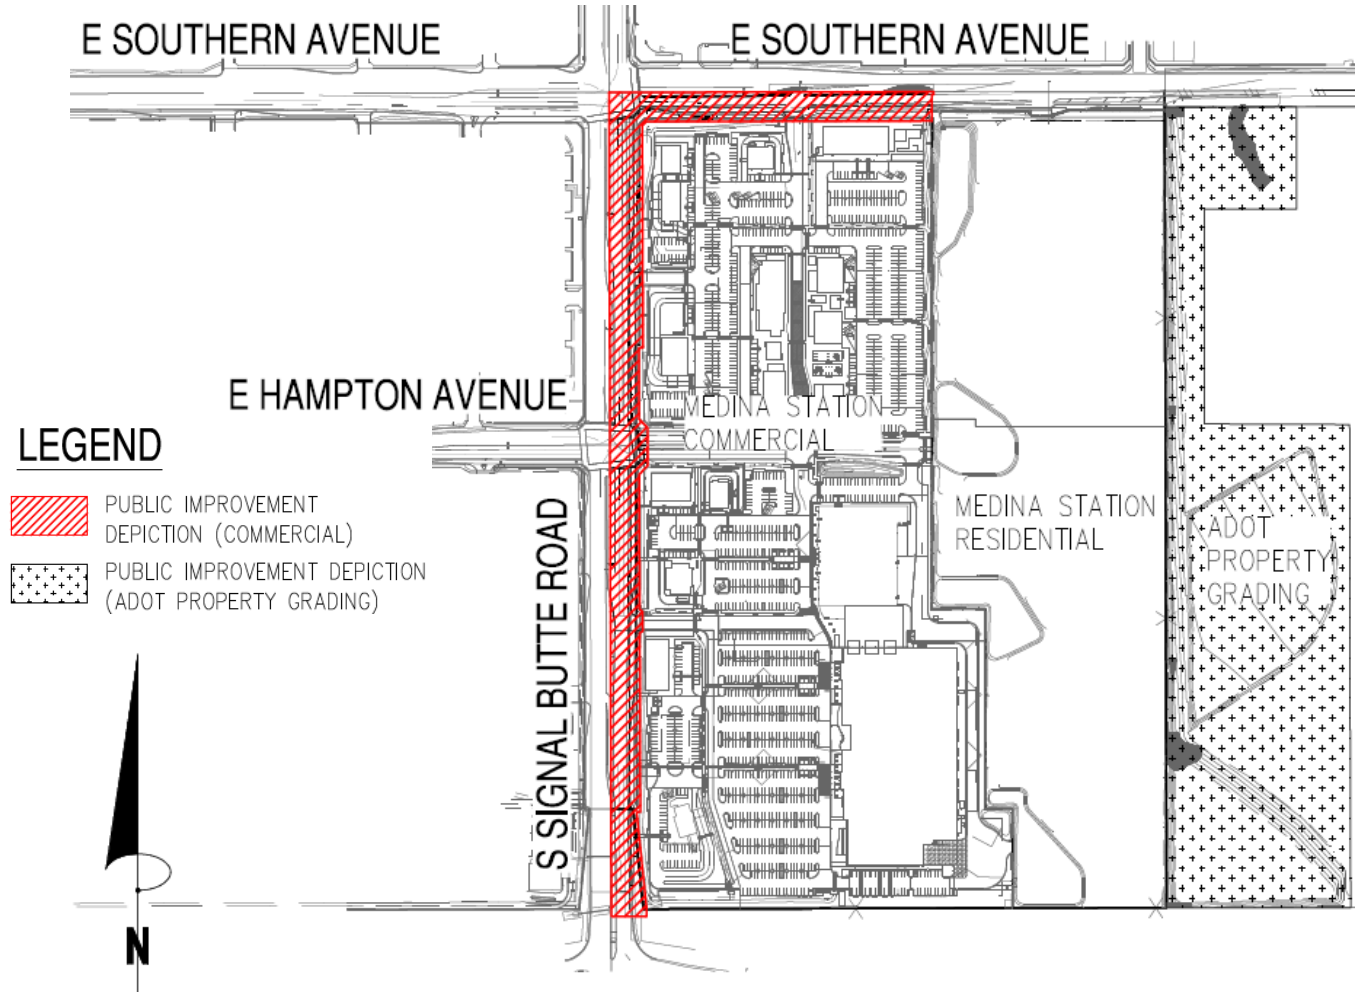 E SOUTHERN AVENUE
E SOUTHERN AVENUE
E HAMPTON AVENUE
MEDINA STATION
COMMERCIAL
LEGEND
PUBLIC IMPROVEMENT
DEPICTION (COMMERCIAL)
PUBLIC IMPROVEMENT DEPICTION
(ADOT PROPERTY GRADING)
S SIGNAL BUTTE ROAD
MEDINA STATION
RESIDENTIAL
ADOT
PROPERTY
GRADING
N